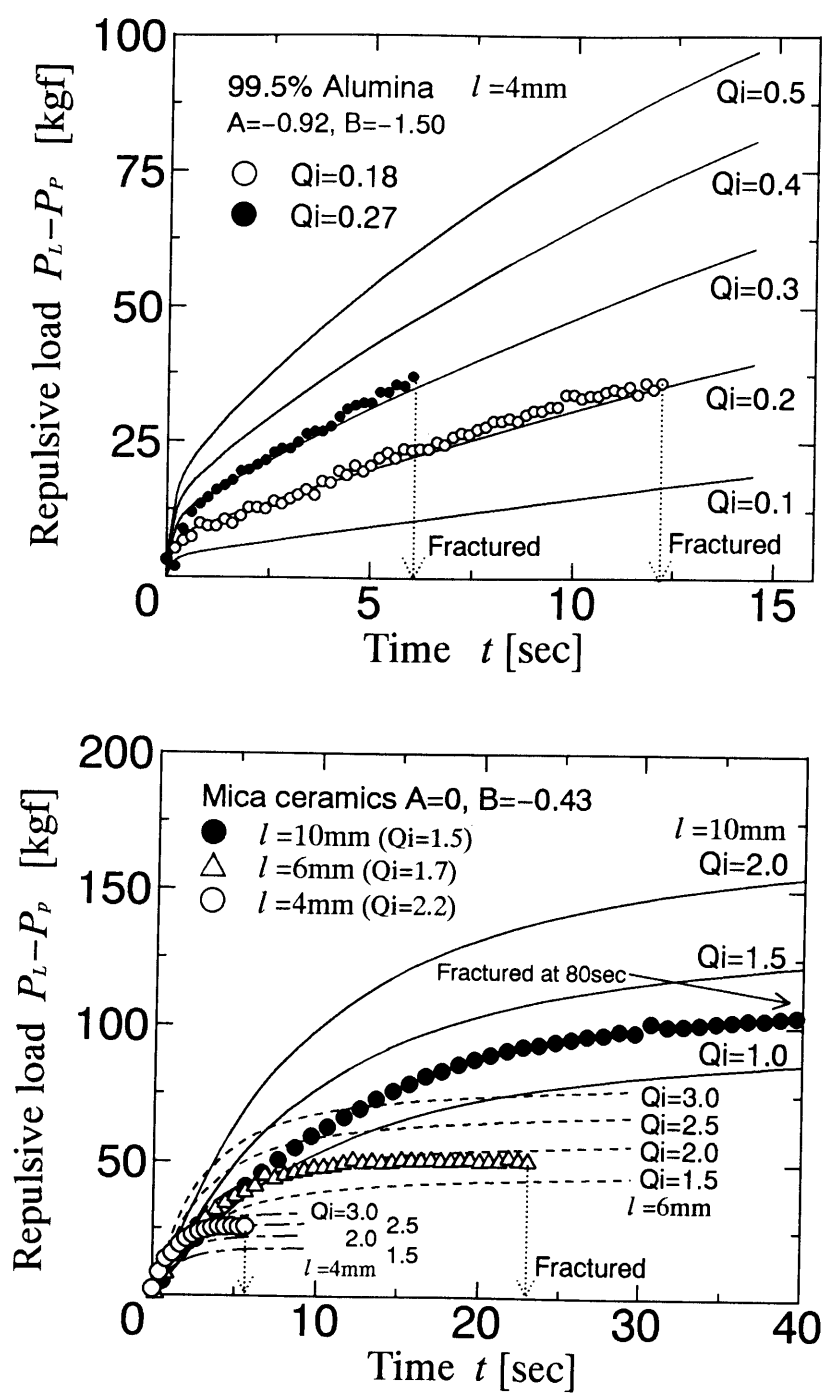 100
75
50
25
0
5
10
15
Repulsive load P_L−P_P [kgf]
99.5% Alumina l=4mm
A=−0.92, B=−1.50
Qi=0.18
Qi=0.27
Qi=0.5
Qi=0.4
Qi=0.3
Qi=0.2
Qi=0.1
Fractured
Fractured
Time t [sec]
200
150
100
50
0
10
20
30
40
Repulsive load P_L−P_p [kgf]
Mica ceramics A=0, B=−0.43
l=10mm (Qi=1.5)
l=6mm (Qi=1.7)
l=4mm (Qi=2.2)
l=10mm
Qi=2.0
Fractured at 80sec
Qi=1.5
Qi=1.0
Qi=3.0
Qi=2.5
Qi=2.0
Qi=1.5
l=6mm
Qi=3.0
2.5
2.0
1.5
l=4mm
Fractured
Time t [sec]